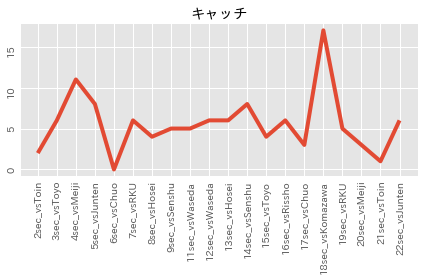 キャッチ
15
10
5
0
2sec_vsToin
3sec_vsToyo
4sec_vsMeiji
5sec_vsJunten
6sec_vsChuo
7sec_vsRKU
8sec_vsHosei
9sec_vsSenshu
11sec_vsWaseda
12sec_vsWaseda
13sec_vsHosei
14sec_vsSenshu
15sec_vsToyo
16sec_vsRissho
17sec_vsChuo
18sec_vsKomazawa
19sec_vsRKU
20sec_vsMeiji
21sec_vsToin
22sec_vsJunten